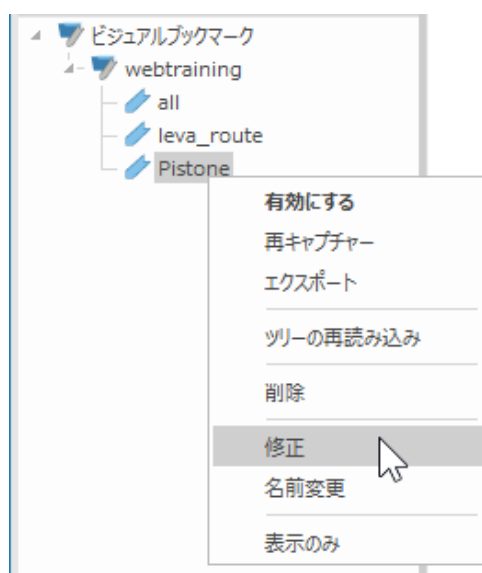 ビジュアルブックマーク
webtraining
all
leva_route
Pistone
有効にする
再キャプチャー
エクスポート
ツリーの再読み込み
削除
修正
名前変更
表示のみ